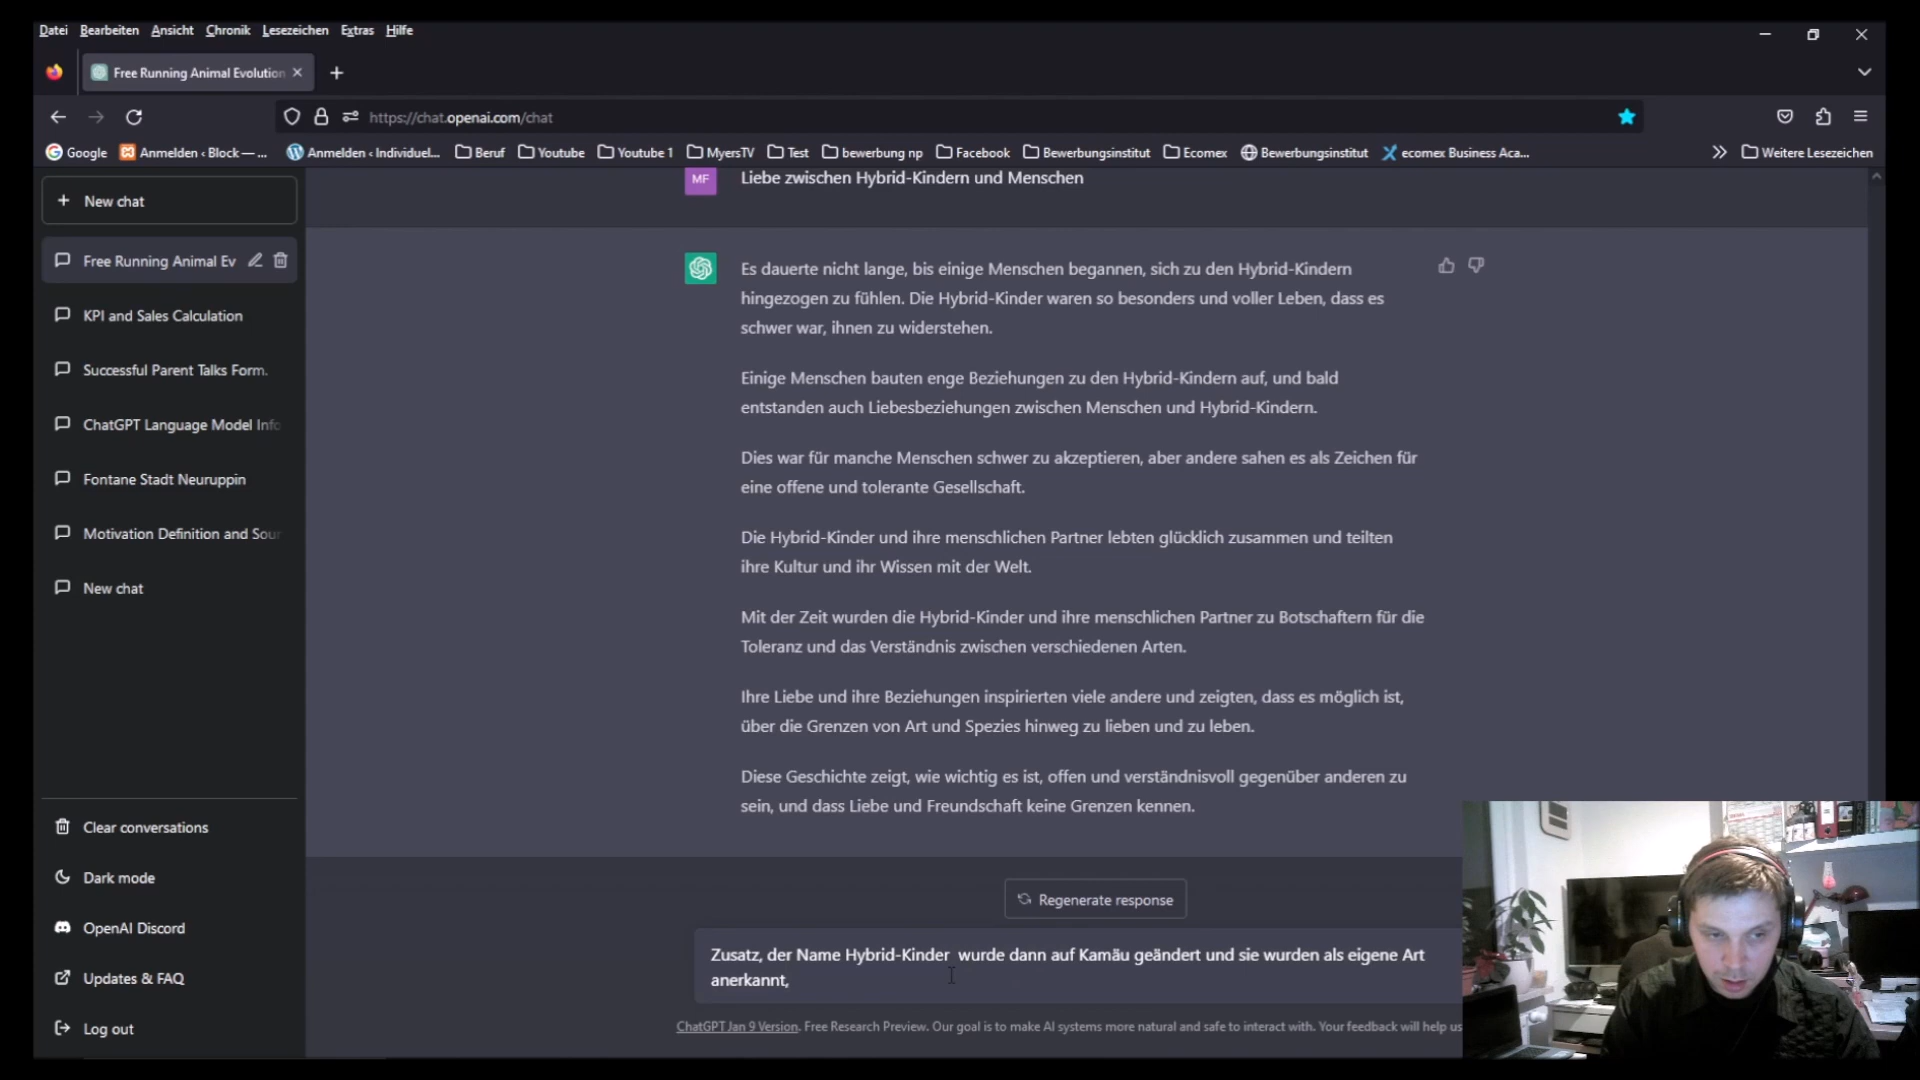 Datei Bearbeiten Ansicht Chronik Lesezeichen Extras Hilfe
Free Running Animal Evolution
https://chat.openai.com/chat
Google Anmelden ‹ Block — ... Anmelden ‹ Individuel... Beruf Youtube Youtube 1 MyersTV Test bewerbung np Facebook Bewerbungsinstitut Ecomex Bewerbungsinstitut ecomex Business Aca... Weitere Lesezeichen
New chat
Free Running Animal Ev
KPI and Sales Calculation
Successful Parent Talks Form.
ChatGPT Language Model Info
Fontane Stadt Neuruppin
Motivation Definition and Sour
New chat
Clear conversations
Dark mode
OpenAI Discord
Updates & FAQ
Log out
MF
Liebe zwischen Hybrid-Kindern und Menschen
Es dauerte nicht lange, bis einige Menschen begannen, sich zu den Hybrid-Kindern
hingezogen zu fühlen. Die Hybrid-Kinder waren so besonders und voller Leben, dass es
schwer war, ihnen zu widerstehen.
Einige Menschen bauten enge Beziehungen zu den Hybrid-Kindern auf, und bald
entstanden auch Liebesbeziehungen zwischen Menschen und Hybrid-Kindern.
Dies war für manche Menschen schwer zu akzeptieren, aber andere sahen es als Zeichen für
eine offene und tolerante Gesellschaft.
Die Hybrid-Kinder und ihre menschlichen Partner lebten glücklich zusammen und teilten
ihre Kultur und ihr Wissen mit der Welt.
Mit der Zeit wurden die Hybrid-Kinder und ihre menschlichen Partner zu Botschaftern für die
Toleranz und das Verständnis zwischen verschiedenen Arten.
Ihre Liebe und ihre Beziehungen inspirierten viele andere und zeigten, dass es möglich ist,
über die Grenzen von Art und Spezies hinweg zu lieben und zu leben.
Diese Geschichte zeigt, wie wichtig es ist, offen und verständnisvoll gegenüber anderen zu
sein, und dass Liebe und Freundschaft keine Grenzen kennen.
Regenerate response
Zusatz, der Name Hybrid-Kinder  wurde dann auf Kamäu geändert und sie wurden als eigene Art
anerkannt,
ChatGPT Jan 9 Version. Free Research Preview. Our goal is to make AI systems more natural and safe to interact with. Your feedback will help us